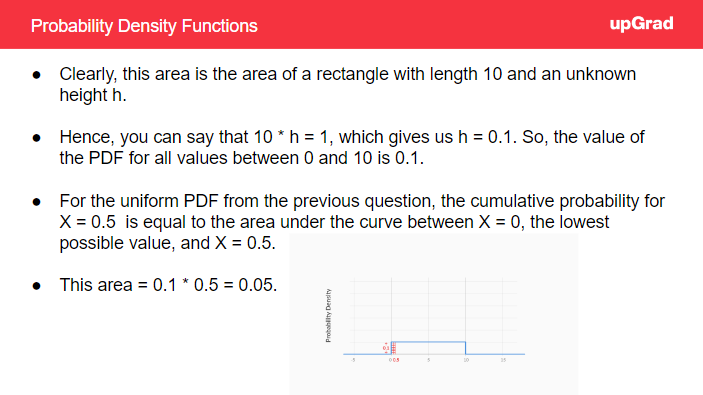 Probability Density Functions
upGrad
● Clearly, this area is the area of a rectangle with length 10 and an unknown
height h.
● Hence, you can say that 10 * h = 1, which gives us h = 0.1. So, the value of
the PDF for all values between 0 and 10 is 0.1.
● For the uniform PDF from the previous question, the cumulative probability for
X = 0.5 is equal to the area under the curve between X = 0, the lowest
possible value, and X = 0.5.
● This area = 0.1 * 0.5 = 0.05.
Probability Density
0.1
-5 0 0.5 5 10 15